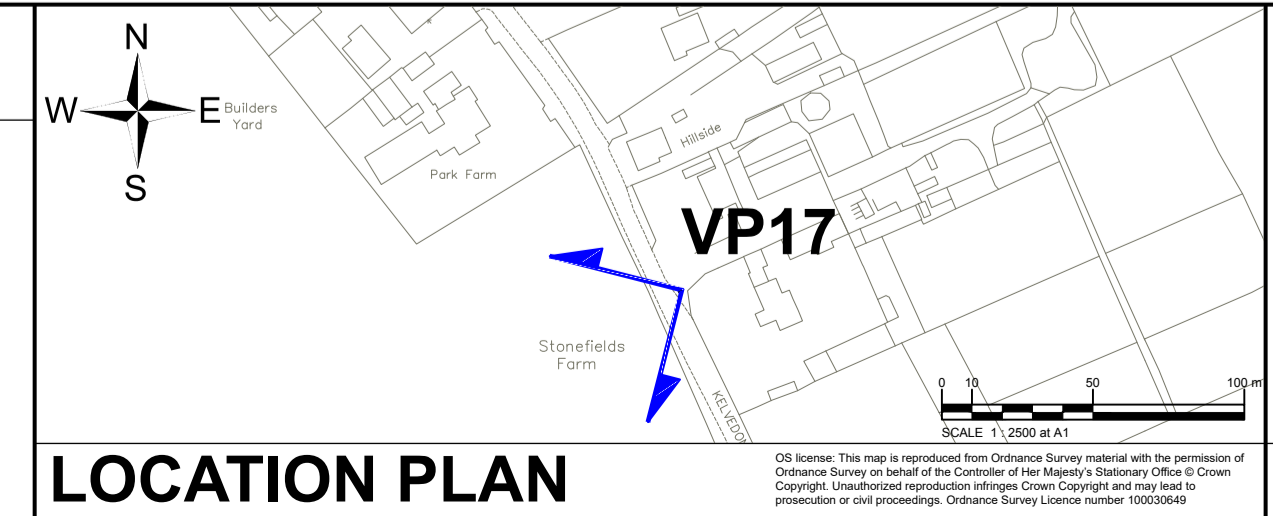 N
W
E
S
Builders
Yard
Park Farm
Hillside
VP17
Stonefields
Farm
KELVEDON
0 10 50 100 m
SCALE 1 : 2500 at A1
LOCATION PLAN
OS license: This map is reproduced from Ordnance Survey material with the permission of
Ordnance Survey on behalf of the Controller of Her Majesty's Stationary Office © Crown
Copyright. Unauthorized reproduction infringes Crown Copyright and may lead to
prosecution or civil proceedings. Ordnance Survey Licence number 100030649